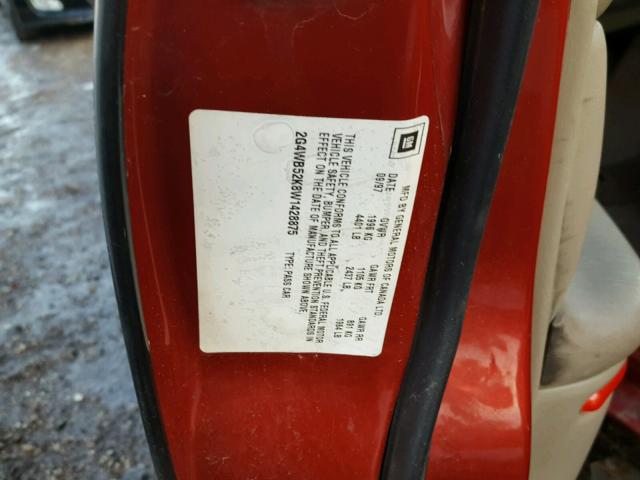 GM
MFD BY GENERAL MOTORS OF CANADA LTD.
DATE GVWR GAWR FRT GAWR RR
09/97 1996 KG 1105 KG 891 KG
4401 LB 2437 LB, 1964 LB
THIS VEHICLE CONFORMS TO ALL APPLICABLE U.S. FEDERAL MOTOR
VEHICLE SAFETY, BUMPER, AND THEFT PREVENTION STANDARDS IN
EFFECT ON THE DATE OF MANUFACTURE SHOWN ABOVE.
2G4WB52K8W1428875 TYPE: PASS CAR